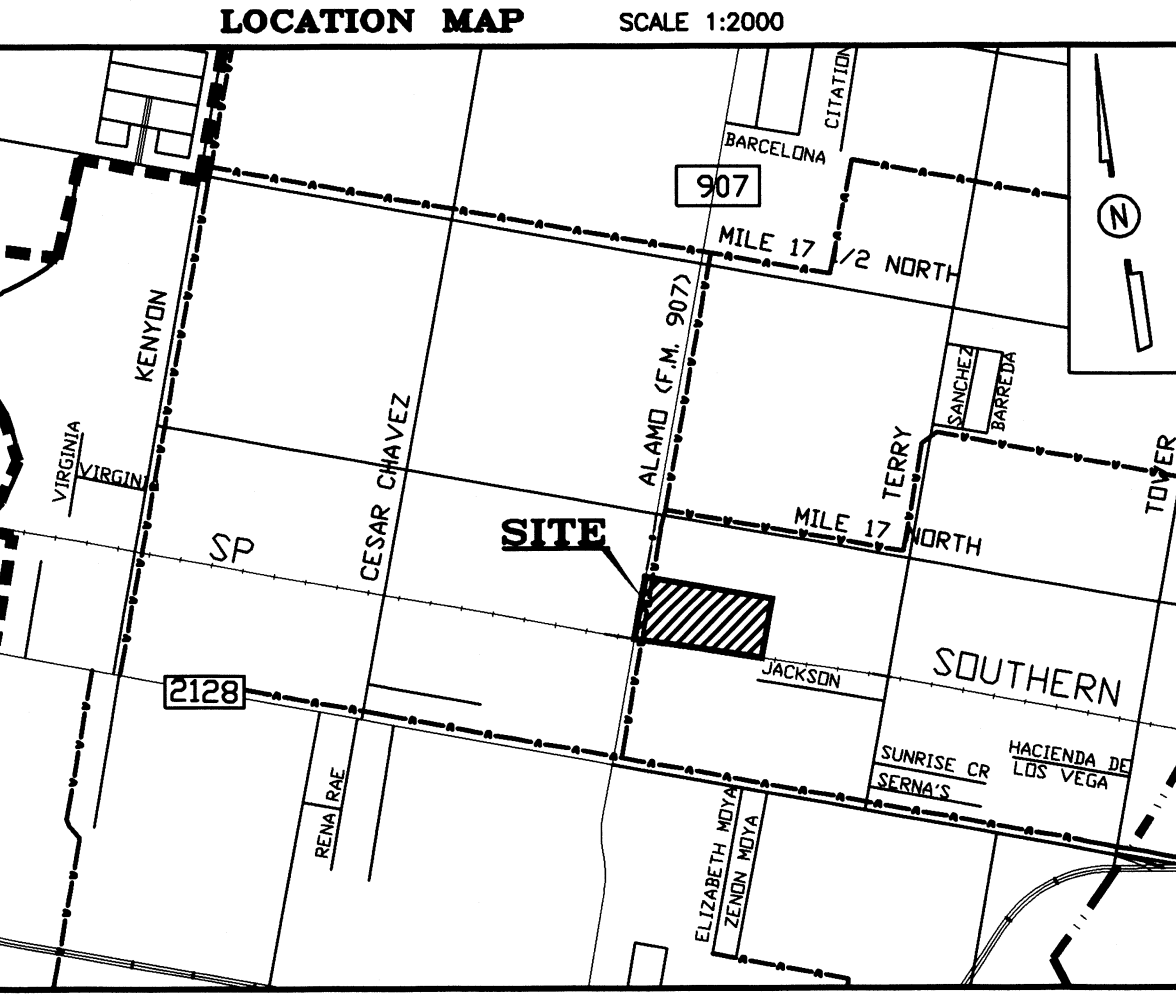 LOCATION MAP SCALE 1:2000
CITATION
BARCELONA
907
N
MILE 17 1/2 NORTH
KENYON
ALAMO (F.M. 907)
SANCHEZ
BARREDA
CESAR CHAVEZ
VIRGINIA
VIRGINIA
TERRY
TOWER
SITE
MILE 17 NORTH
SP
SOUTHERN
JACKSON
2128
SUNRISE CR
SERNA'S
HACIENDA DE
LOS VEGA
RENA RAE
ELIZABETH MOYA
ZENON MOYA